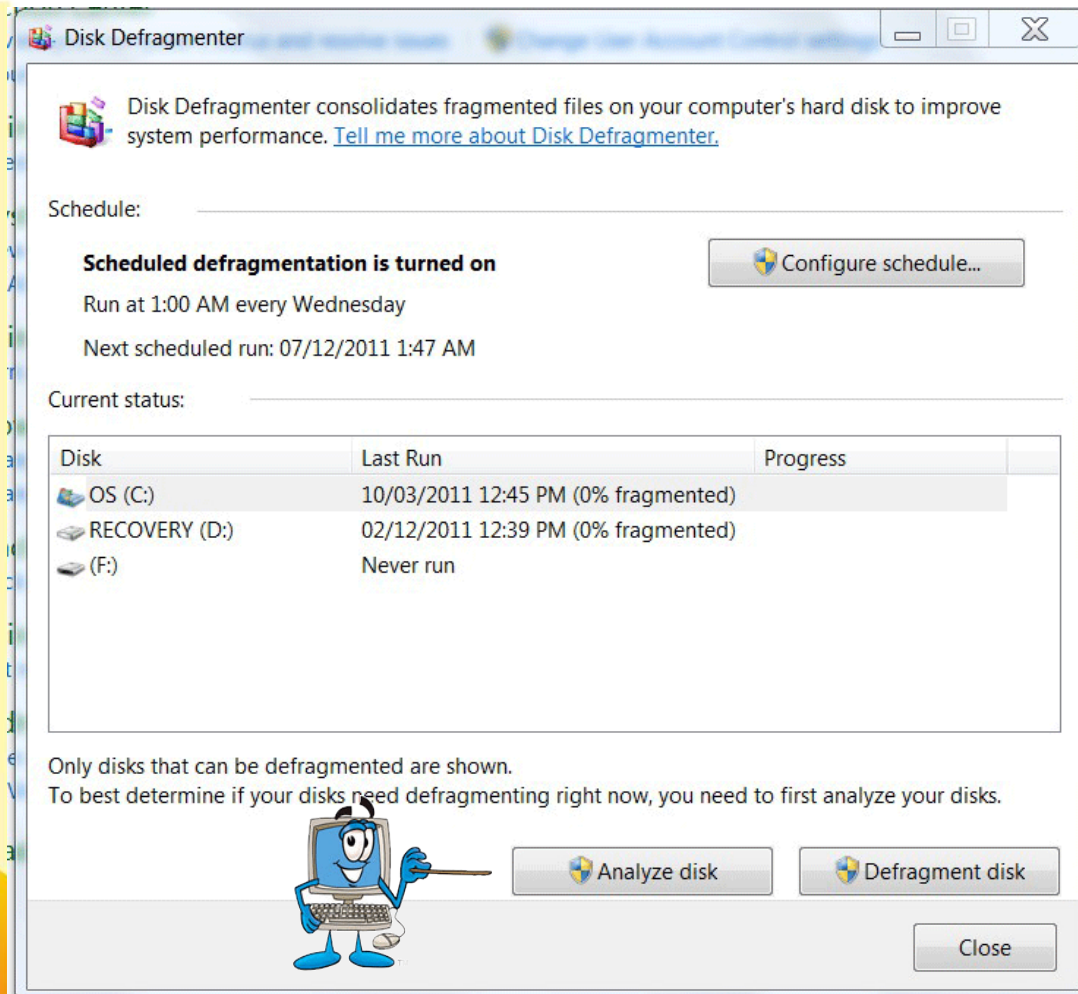 Disk Defragmenter
Disk Defragmenter consolidates fragmented files on your computer's hard disk to improve
system performance. Tell me more about Disk Defragmenter.
Schedule:
Scheduled defragmentation is turned on
Configure schedule...
Run at 1:00 AM every Wednesday
Next scheduled run: 07/12/2011 1:47 AM
Current status:
Disk Last Run Progress
OS (C:) 10/03/2011 12:45 PM (0% fragmented)
RECOVERY (D:) 02/12/2011 12:39 PM (0% fragmented)
(F:) Never run
Only disks that can be defragmented are shown.
To best determine if your disks need defragmenting right now, you need to first analyze your disks.
Analyze disk Defragment disk
Close